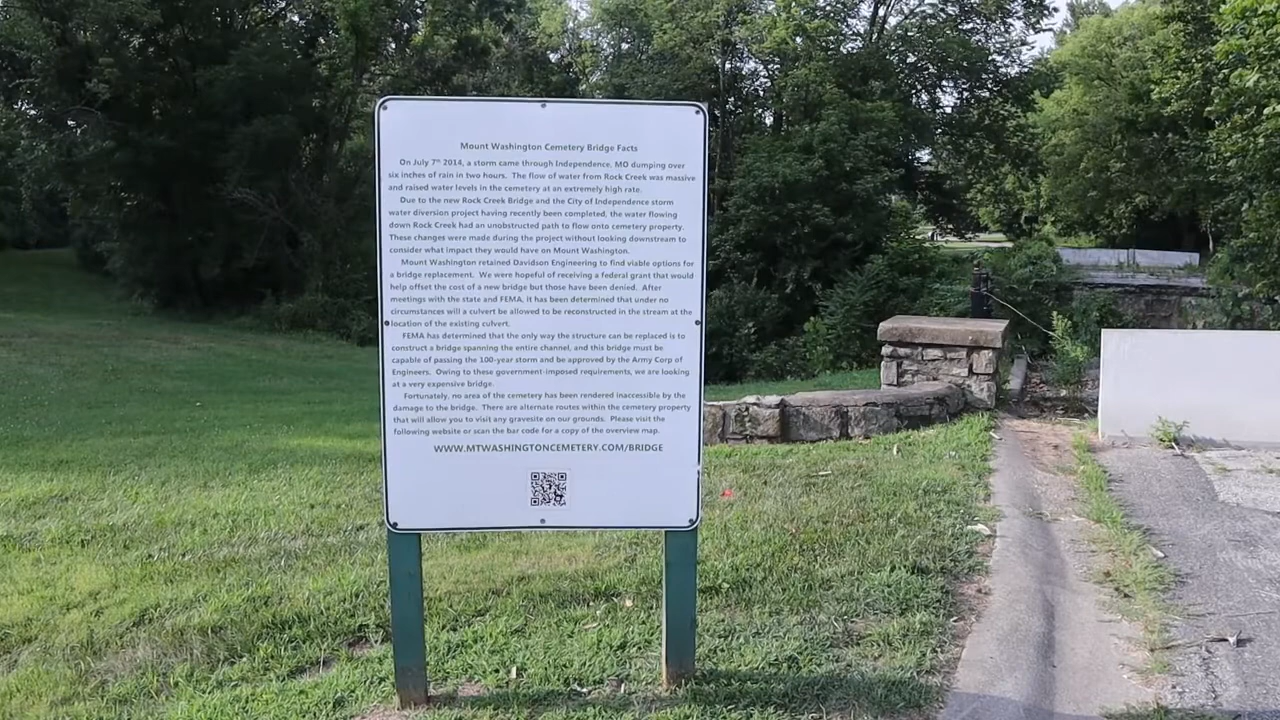 Mount Washington Cemetery Bridge Facts
On July 7th 2014, a storm came through Independence, MO dumping over
six inches of rain in two hours. The flow of water from Rock Creek was massive
and raised water levels in the cemetery at an extremely high rate.
Due to the new Rock Creek Bridge and the City of Independence storm
water diversion project having recently been completed, the water flowing
down Rock Creek had an unobstructed path to flow onto cemetery property.
These changes were made during the project without looking downstream to
consider what impact they would have on Mount Washington.
Mount Washington retained Davidson Engineering to find viable options for
a bridge replacement. We were hopeful of receiving a federal grant that would
help offset the cost of a new bridge but those have been denied. After
meetings with the state and FEMA, it has been determined that under no
circumstances will a culvert be allowed to be reconstructed in the stream at the
location of the existing culvert.
FEMA has determined that the only way the structure can be replaced is to
construct a bridge spanning the entire channel, and this bridge must be
capable of passing the 100-year storm and be approved by the Army Corp of
Engineers. Owing to these government-imposed requirements, we are looking
at a very expensive bridge.
Fortunately, no area of the cemetery has been rendered inaccessible by the
damage to the bridge. There are alternate routes within the cemetery property
that will allow you to visit any gravesite on our grounds. Please visit the
following website or scan the bar code for a copy of the overview map.
WWW.MTWASHINGTONCEMETERY.COM/BRIDGE